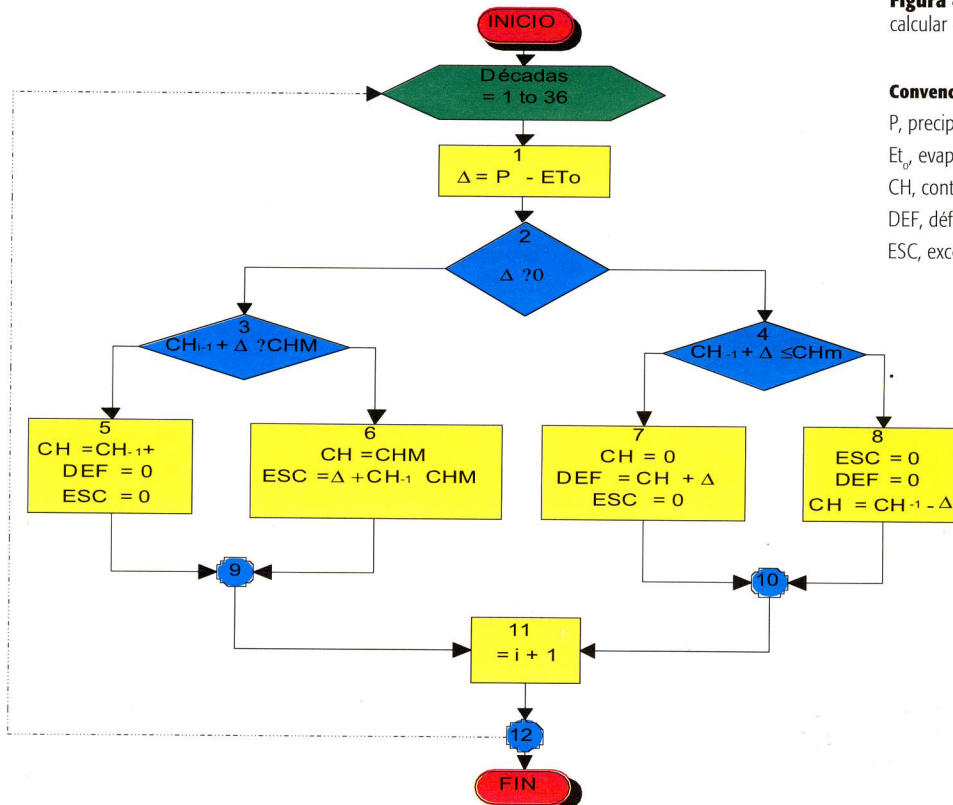 INICIO
Décadas
= 1 to 36
1
Δ = P - ETo
2
Δ ?0
3
CHi-1 + Δ ?CHM
4
CH -1 + Δ ≤CHm
5
CH =CH-1+
DEF = 0
ESC = 0
6
CH =CHM
ESC =Δ +CH-1 CHM
7
CH = 0
DEF = CH + Δ
ESC = 0
8
ESC = 0
DEF = 0
CH = CH -1 - Δ
9
10
11
= i + 1
12
FIN
Figura
calcular
Convenc
P, precip
Eto, evap
CH, cont
DEF, déf
ESC, exc